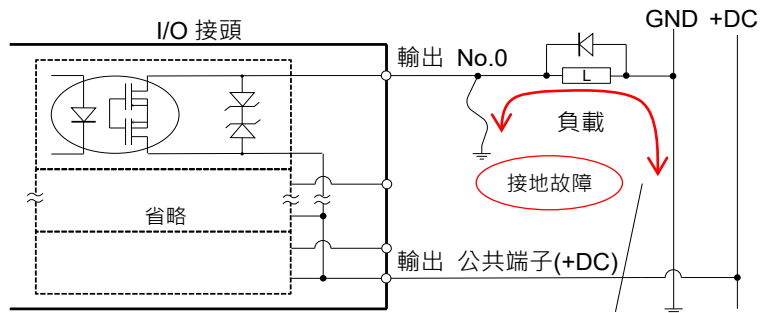 GND +DC
I/O 接頭
輸出 No.0
L
負載
接地故障
省略
輸出 公共端子(+DC)